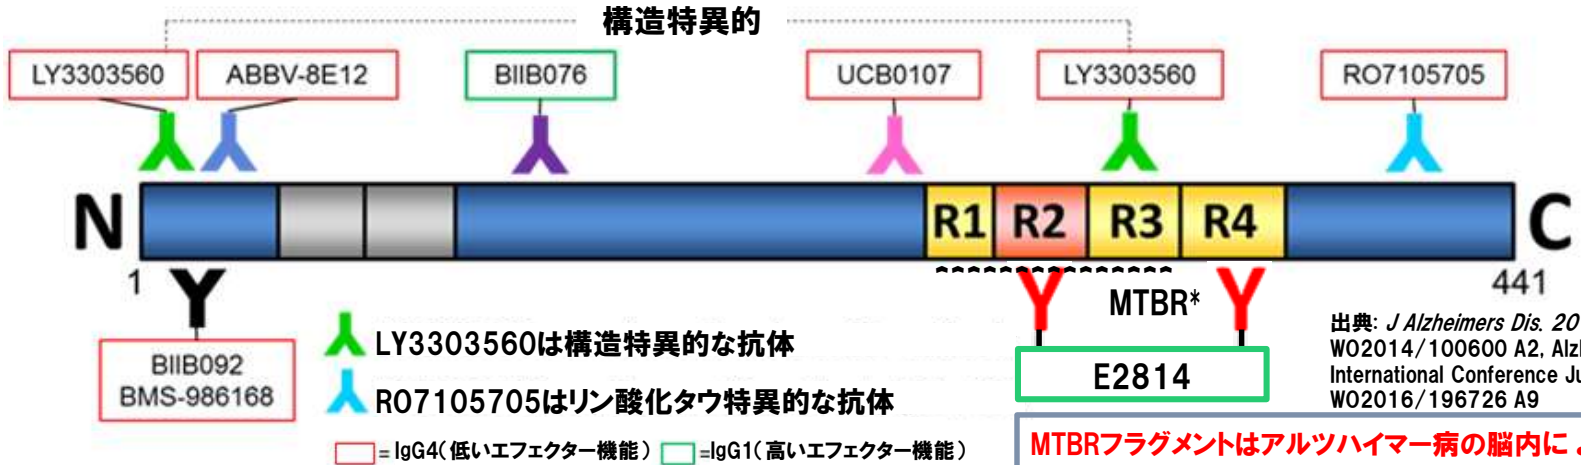 構造特異的
LY3303560
ABBV-8E12
BIIB076
UCB0107
LY3303560
RO7105705
N
R1
R2
R3
R4
C
1
441
MTBR*
BIIB092
BMS-986168
LY3303560は構造特異的な抗体
RO7105705はリン酸化タウ特異的な抗体
E2814
出典: J Alzheimers Dis. 20
WO2014/100600 A2, Alz
International Conference Ju
WO2016/196726 A9
= IgG4(低いエフェクター機能) =IgG1(高いエフェクター機能)
MTBRフラグメントはアルツハイマー病の脳内に